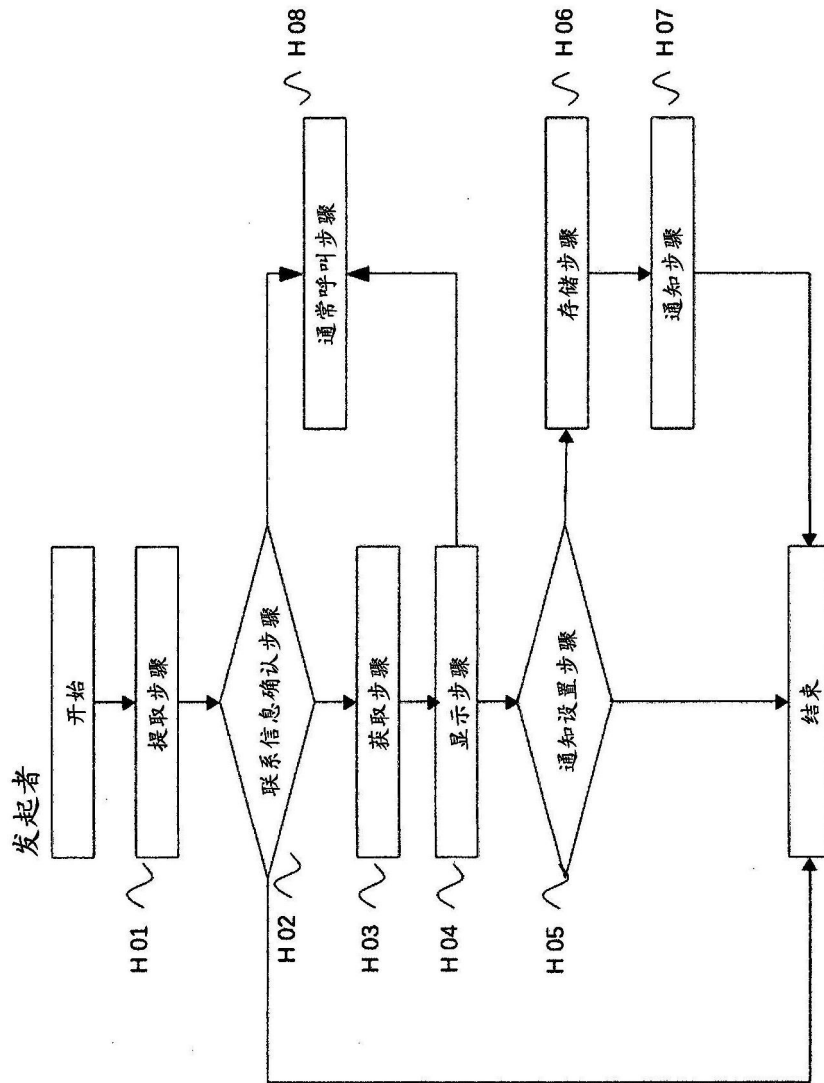 发起者
开始
H 01
提取步骤
H 02
联系信息确认步骤
H 08
通常呼叫步骤
H 03
获取步骤
H 04
显示步骤
H 05
通知设置步骤
H 06
存储步骤
H 07
通知步骤
结束